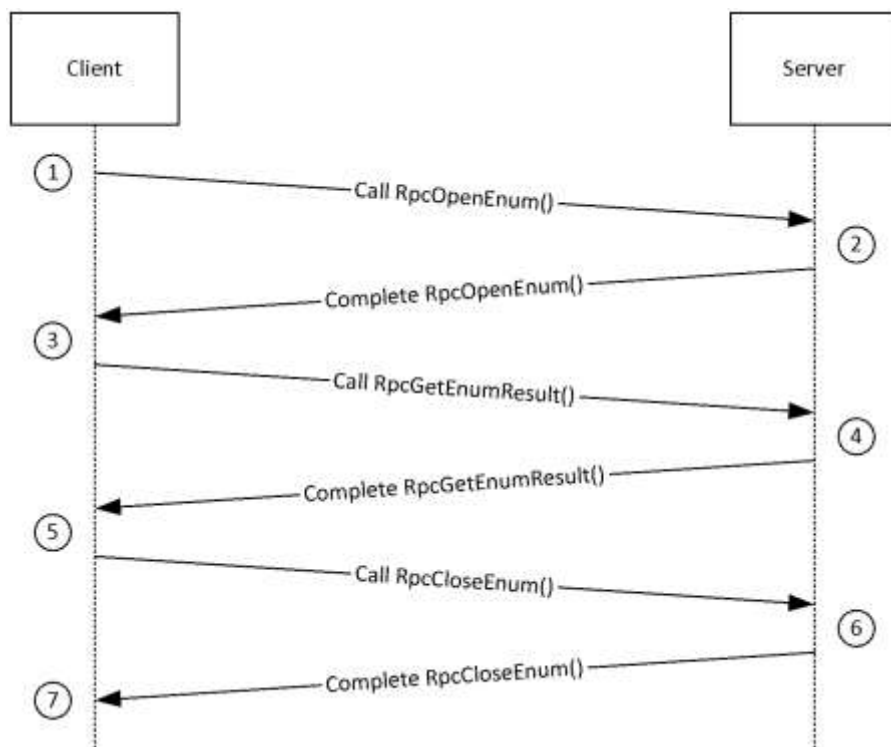 Client
Server
1
Call RpcOpenEnum()
2
Complete RpcOpenEnum()
3
Call RpcGetEnumResult()
4
Complete RpcGetEnumResult()
5
Call RpcCloseEnum()
6
Complete RpcCloseEnum()
7